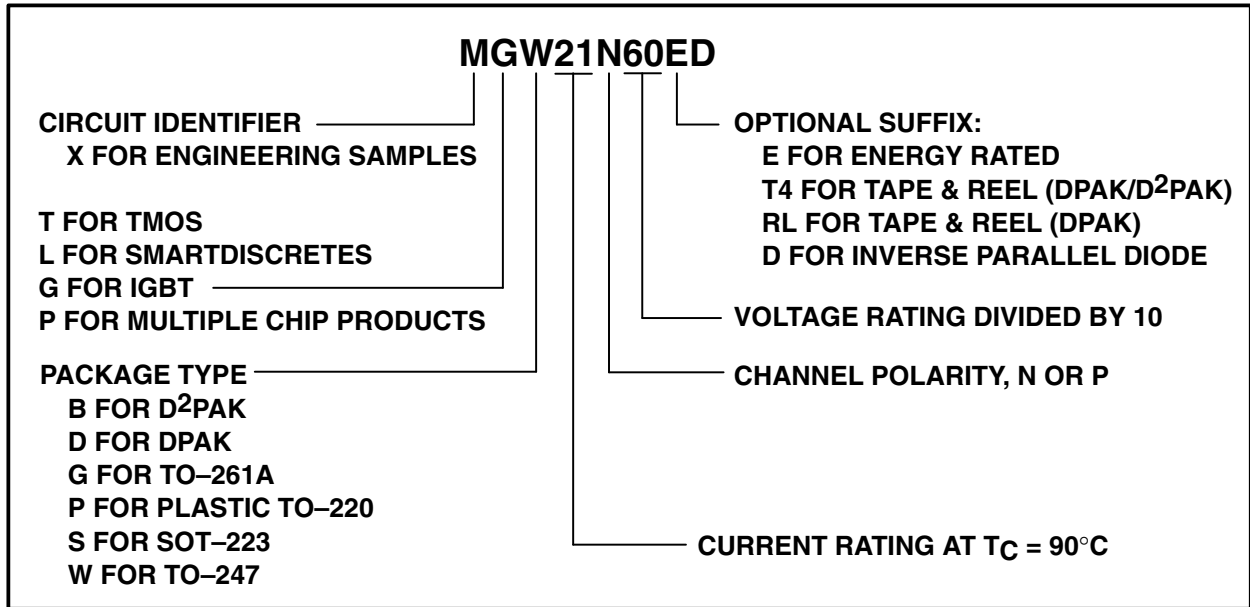 MGW21N60ED
CIRCUIT IDENTIFIER
X FOR ENGINEERING SAMPLES
T FOR TMOS
L FOR SMARTDISCRETES
G FOR IGBT
P FOR MULTIPLE CHIP PRODUCTS
PACKAGE TYPE
B FOR D²PAK
D FOR DPAK
G FOR TO–261A
P FOR PLASTIC TO–220
S FOR SOT–223
W FOR TO–247
OPTIONAL SUFFIX:
E FOR ENERGY RATED
T4 FOR TAPE & REEL (DPAK/D²PAK)
RL FOR TAPE & REEL (DPAK)
D FOR INVERSE PARALLEL DIODE
VOLTAGE RATING DIVIDED BY 10
CHANNEL POLARITY, N OR P
CURRENT RATING AT TC = 90°C